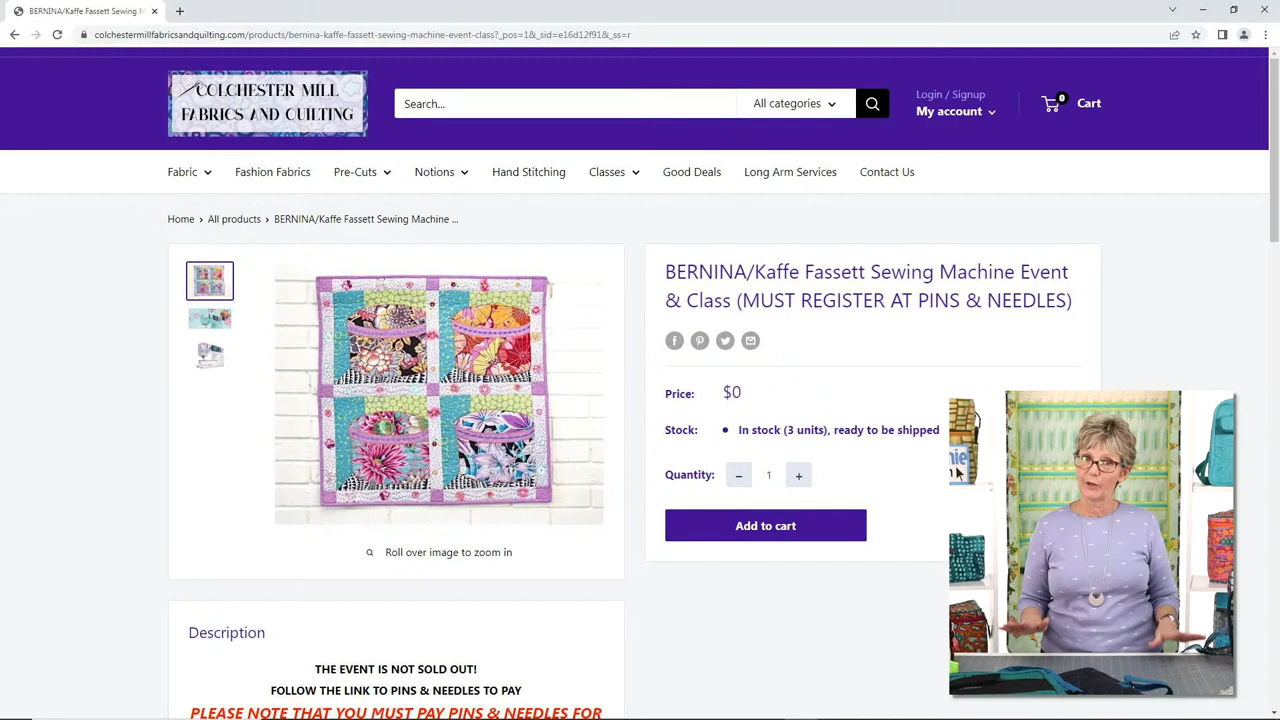 BERNINA/Kaffe Fassett Sewing M
colchestermillfabricsandquilting.com/products/bernina-kaffe-fassett-sewing-machine-event-class?_pos=1&_sid=e16d12f91&_ss=r
COLCHESTER MILL
FABRICS AND QUILTING
Search...
All categories
Login / Signup
My account
0
Cart
Fabric
Fashion Fabrics
Pre-Cuts
Notions
Hand Stitching
Classes
Good Deals
Long Arm Services
Contact Us
Home > All products > BERNINA/Kaffe Fassett Sewing Machine ...
BERNINA/Kaffe Fassett Sewing Machine Event
& Class (MUST REGISTER AT PINS & NEEDLES)
Price: $0
Stock: • In stock (3 units), ready to be shipped
Quantity: − 1 +
Add to cart
Roll over image to zoom in
Description
THE EVENT IS NOT SOLD OUT!
FOLLOW THE LINK TO PINS & NEEDLES TO PAY
PLEASE NOTE THAT YOU MUST PAY PINS & NEEDLES FOR